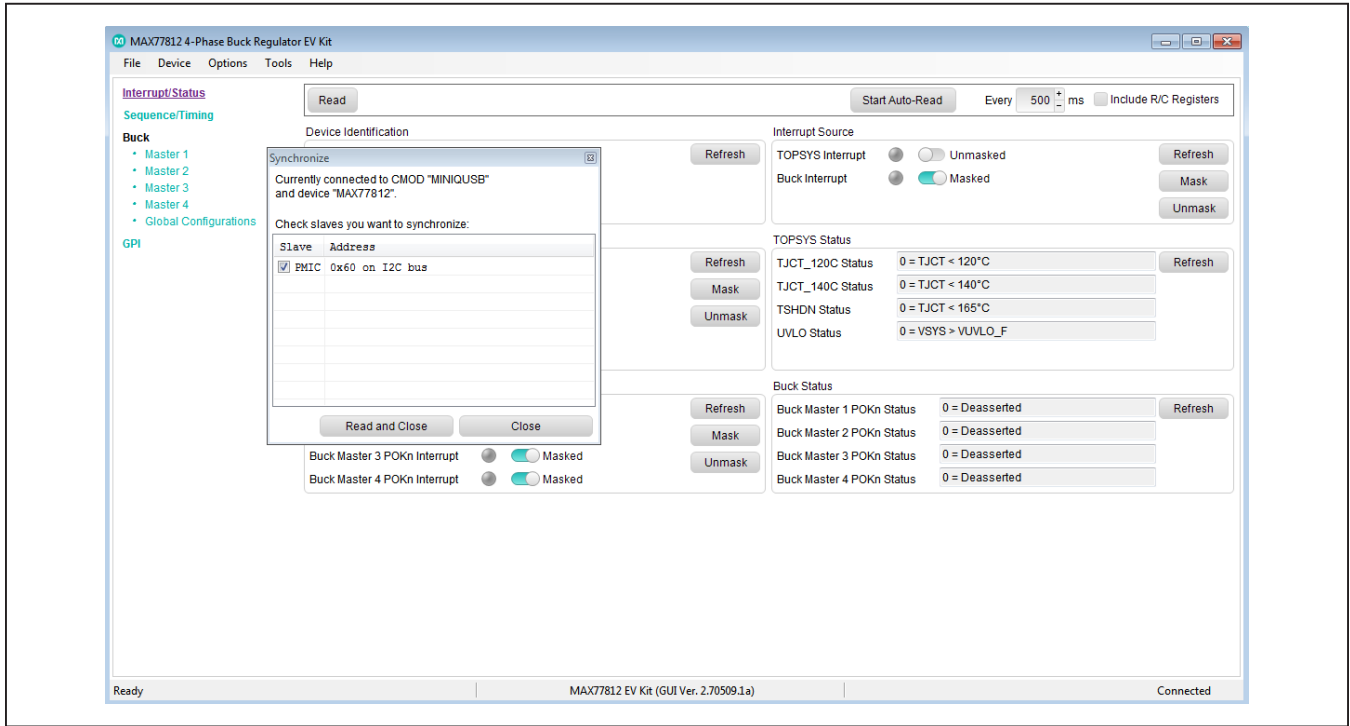 MAX77812 4-Phase Buck Regulator EV Kit
File Device Options Tools Help
Interrupt/Status
Sequence/Timing
Buck
• Master 1
• Master 2
• Master 3
• Master 4
• Global Configurations
GPI
Read
Start Auto-Read Every 500 ms Include R/C Registers
Device Identification
Refresh
Synchronize
Currently connected to CMOD "MINIQUSB"
and device "MAX77812".
Check slaves you want to synchronize:
Slave Address
PMIC 0x60 on I2C bus
Read and Close Close
Refresh
Mask
Unmask
Refresh
Mask
Unmask
Buck Master 3 POKn Interrupt Masked
Buck Master 4 POKn Interrupt Masked
Interrupt Source
TOPSYS Interrupt Unmasked Refresh
Buck Interrupt Masked Mask
Unmask
TOPSYS Status
TJCT_120C Status 0 = TJCT < 120°C Refresh
TJCT_140C Status 0 = TJCT < 140°C
TSHDN Status 0 = TJCT < 165°C
UVLO Status 0 = VSYS > VUVLO_F
Buck Status
Buck Master 1 POKn Status 0 = Deasserted Refresh
Buck Master 2 POKn Status 0 = Deasserted
Buck Master 3 POKn Status 0 = Deasserted
Buck Master 4 POKn Status 0 = Deasserted
Ready MAX77812 EV Kit (GUI Ver. 2.70509.1a) Connected